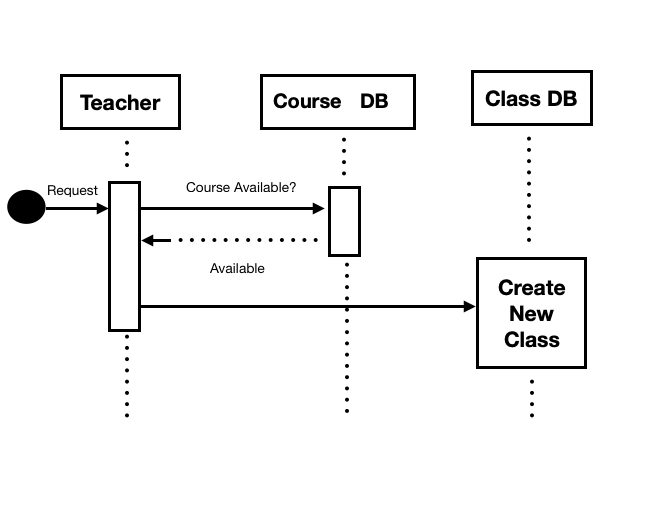 Teacher
Course DB
Class DB
Request
Course Available?
Available
Create
New
Class